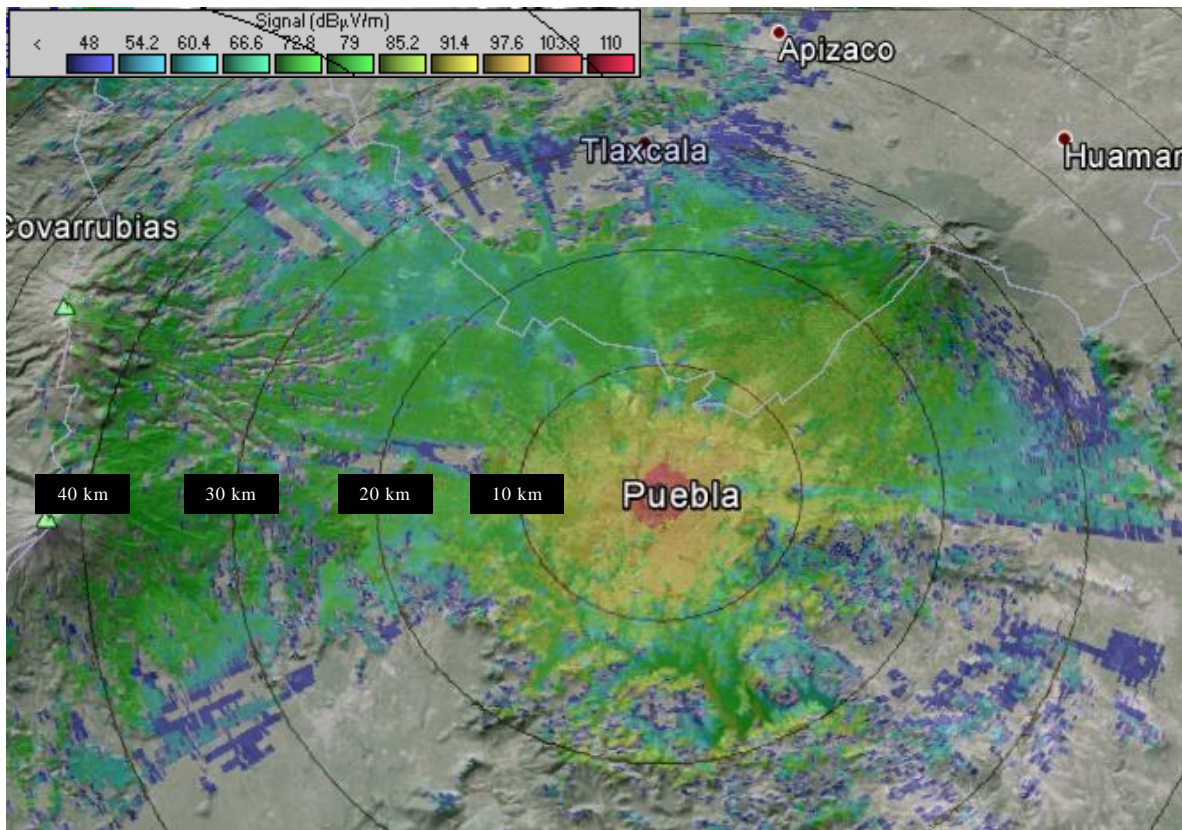 Signal (dBµV/m)
< 48 54.2 60.4 66.6 72.8 79 85.2 91.4 97.6 103.8 110
Apizaco
Tlaxcala
Huamar
Covarrubias
40 km 30 km 20 km 10 km
Puebla